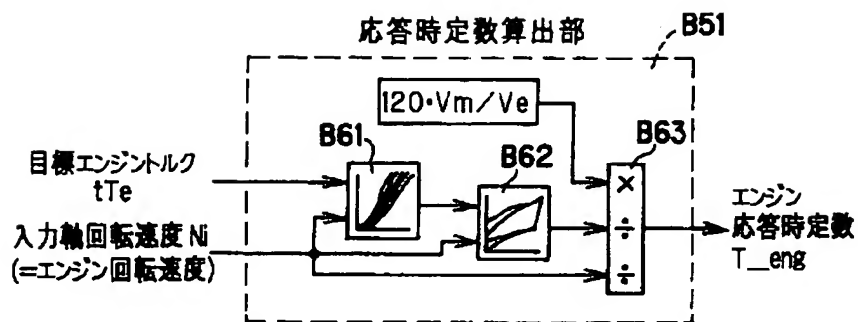 応答時定数算出部
B51
120・Vm/Ve
B61
B62
B63
目標エンジントルク
tTe
入力軸回転速度 Ni
(=エンジン回転速度)
×
÷
÷
エンジン
応答時定数
T_eng